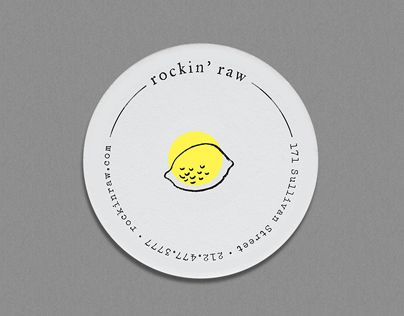 rockin' raw
171 Sullivan Street • 212.477.3777 • rockinraw.com